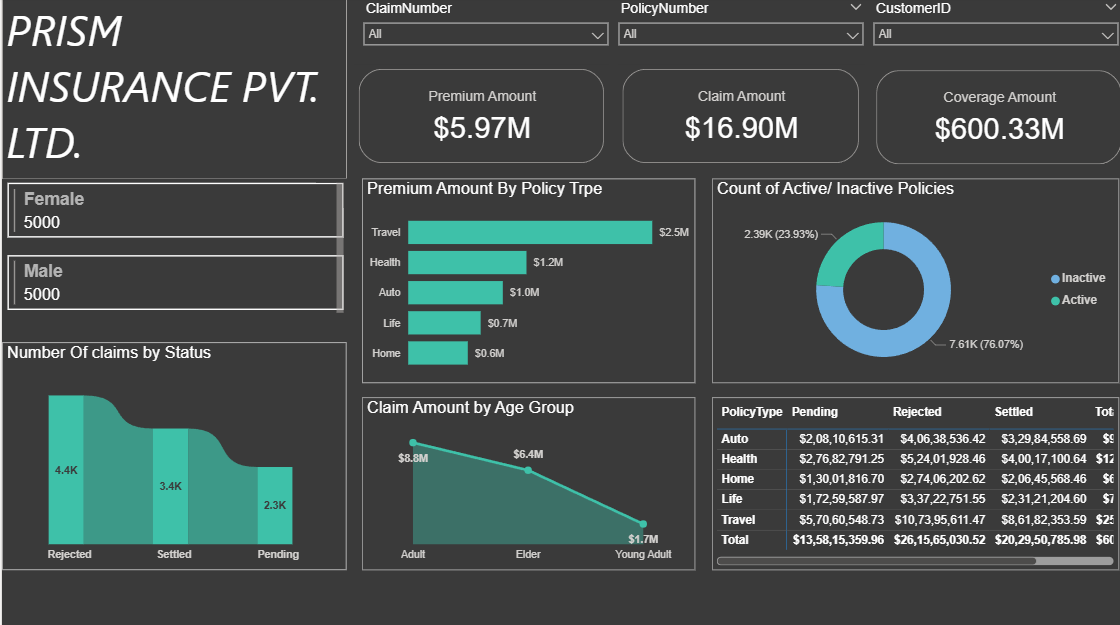 PRISM
INSURANCE PVT.
LTD.
ClaimNumber
All
PolicyNumber
All
CustomerID
All
Premium Amount
$5.97M
Claim Amount
$16.90M
Coverage Amount
$600.33M
Female
5000
Male
5000
Premium Amount By Policy Trpe
Travel $2.5M
Health $1.2M
Auto $1.0M
Life $0.7M
Home $0.6M
Count of Active/ Inactive Policies
2.39K (23.93%)
7.61K (76.07%)
Inactive
Active
Number Of claims by Status
4.4K
3.4K
2.3K
Rejected Settled Pending
Claim Amount by Age Group
$8.8M
$6.4M
$1.7M
Adult Elder Young Adult
PolicyType Pending Rejected Settled
Auto $2,08,10,615.31 $4,06,38,536.42 $3,29,84,558.69
Health $2,76,82,791.25 $5,24,01,928.46 $4,00,17,100.64
Home $1,30,01,816.70 $2,74,06,202.62 $2,06,45,568.46
Life $1,72,59,587.97 $3,37,22,751.55 $2,31,21,204.60
Travel $5,70,60,548.73 $10,73,95,611.47 $8,61,82,353.59
Total $13,58,15,359.96 $26,15,65,030.52 $20,29,50,785.98